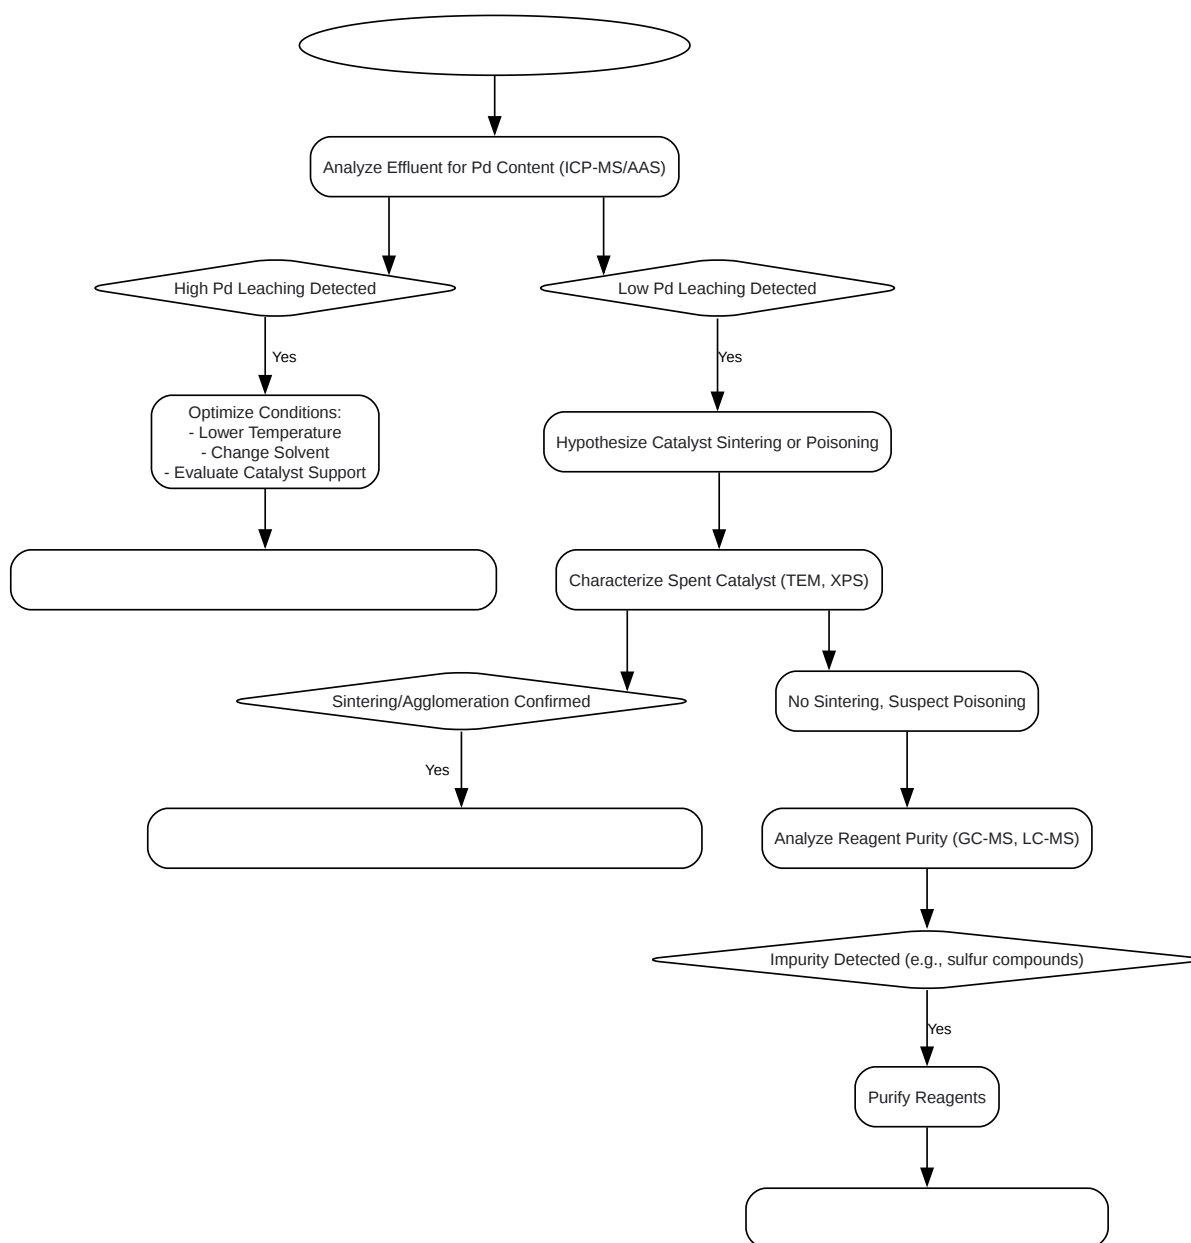 Analyze Effluent for Pd Content (ICP-MS/AAS)
High Pd Leaching Detected
Low Pd Leaching Detected
Yes
Yes
Optimize Conditions:
- Lower Temperature
- Change Solvent
- Evaluate Catalyst Support
Hypothesize Catalyst Sintering or Poisoning
Characterize Spent Catalyst (TEM, XPS)
Sintering/Agglomeration Confirmed
No Sintering, Suspect Poisoning
Yes
Analyze Reagent Purity (GC-MS, LC-MS)
Impurity Detected (e.g., sulfur compounds)
Yes
Purify Reagents